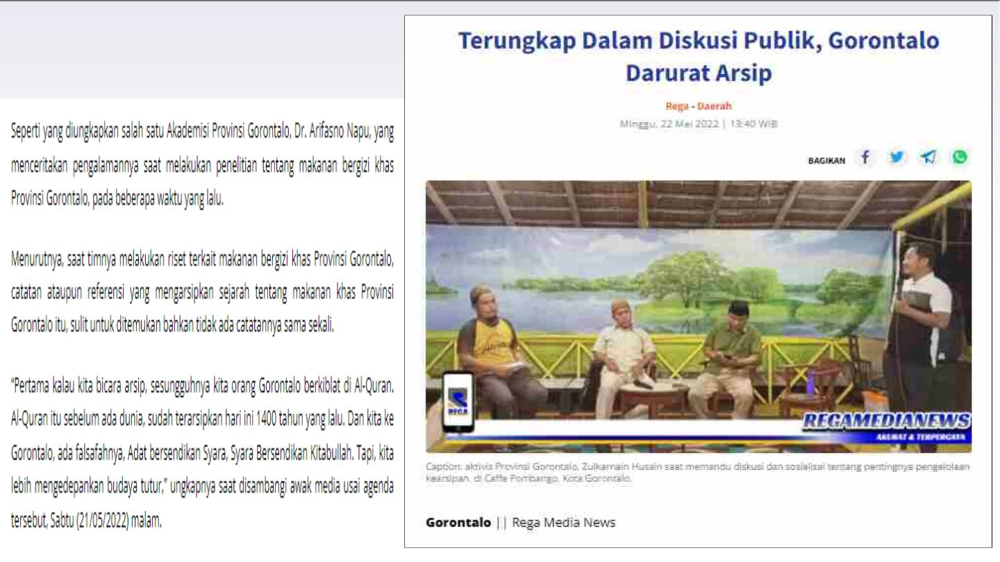 Seperti yang diungkapkan salah satu Akademisi Provinsi Gorontalo, Dr. Arifasno Napu, yang
menceritakan pengalamannya saat melakukan penelitian tentang makanan bergizi khas
Provinsi Gorontalo, pada beberapa waktu yang lalu.
Menurutnya, saat timnya melakukan riset terkait makanan bergizi khas Provinsi Gorontalo,
catatan ataupun referensi yang mengarsipkan sejarah tentang makanan khas Provinsi
Gorontalo itu, sulit untuk ditemukan bahkan tidak ada catatannya sama sekali.
“Pertama kalau kita bicara arsip, sesungguhnya kita orang Gorontalo berkiblat di Al-Quran.
Al-Quran itu sebelum ada dunia, sudah terarsipkan hari ini 1400 tahun yang lalu. Dan kita ke
Gorontalo, ada falsafahnya, Adat bersendikan Syara, Syara Bersendikan Kitabullah. Tapi, kita
lebih mengedepankan budaya tutur,” ungkapnya saat disambangi awak media usai agenda
tersebut, Sabtu (21/05/2022) malam.
Terungkap Dalam Diskusi Publik, Gorontalo
Darurat Arsip
Rega - Daerah
Minggu, 22 Mei 2022 | 13:40 WIB
BAGIKAN
REGA
REGAMEDIANEWS
AKURAT & TERPERCAYA
Caption: aktivis Provinsi Gorontalo, Zulkarnain Husain saat memandu diskusi dan sosialisai tentang pentingnya pengelolaan
kearsipan, di Caffe Pombango, Kota Gorontalo.
Gorontalo || Rega Media News